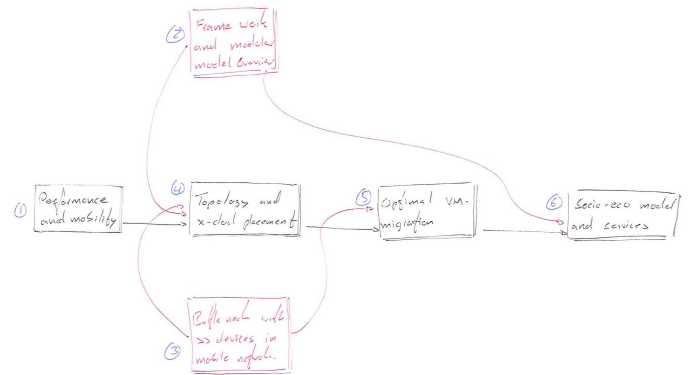 2
Frame work
and modular
model Overview
1
Performance
and mobility
4
Topology and
x-cloud placement
5
Optimal VM-
migration
6
Socio-eco model
and services
3
Bottleneck with
>> devices in
mobile network.